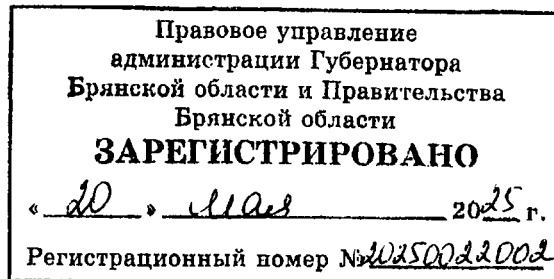 Правовое управление
администрации Губернатора
Брянской области и Правительства
Брянской области
ЗАРЕГИСТРИРОВАНО
« 20 » мая 2025 г.
Регистрационный номер № 20250022002